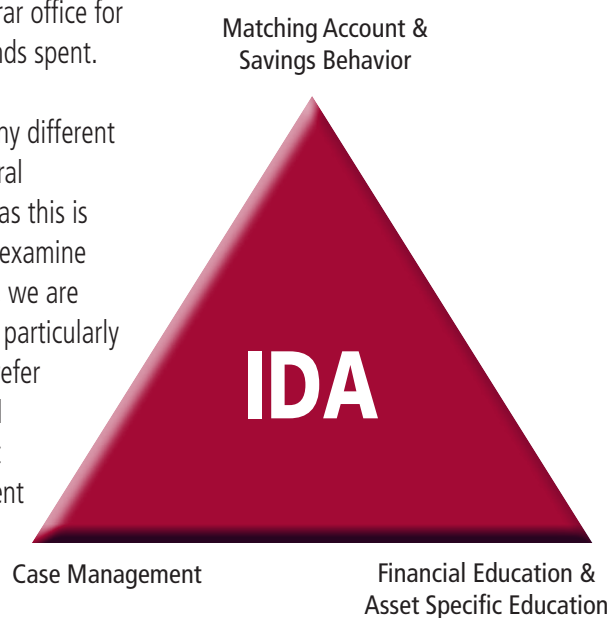 rar office for
nds spent.
ny different
ral
as this is
examine
we are
particularly
efer
ent
Matching Account &
Savings Behavior
IDA
Case Management
Financial Education &
Asset Specific Education